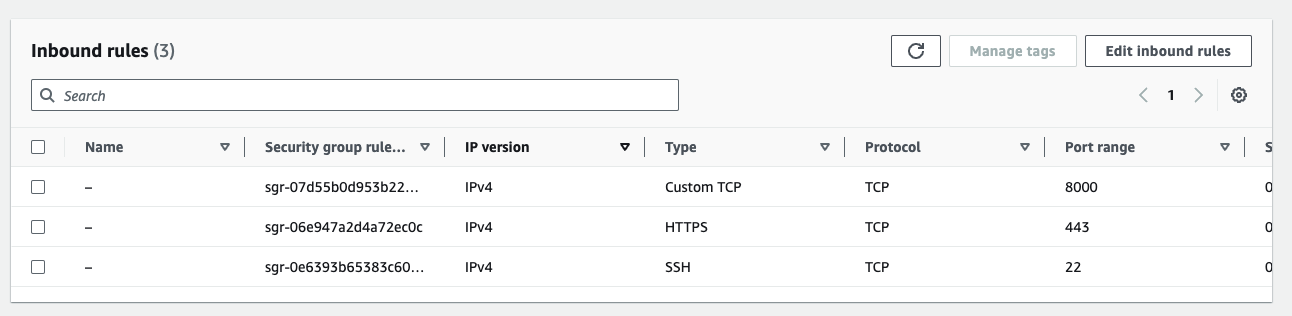 Inbound rules (3)
Manage tags
Edit inbound rules
Search
1
Name Security group rule... IP version Type Protocol Port range S
– sgr-07d55b0d953b22... IPv4 Custom TCP TCP 8000 0
– sgr-06e947a2d4a72ec0c IPv4 HTTPS TCP 443 0
– sgr-0e6393b65383c60... IPv4 SSH TCP 22 0